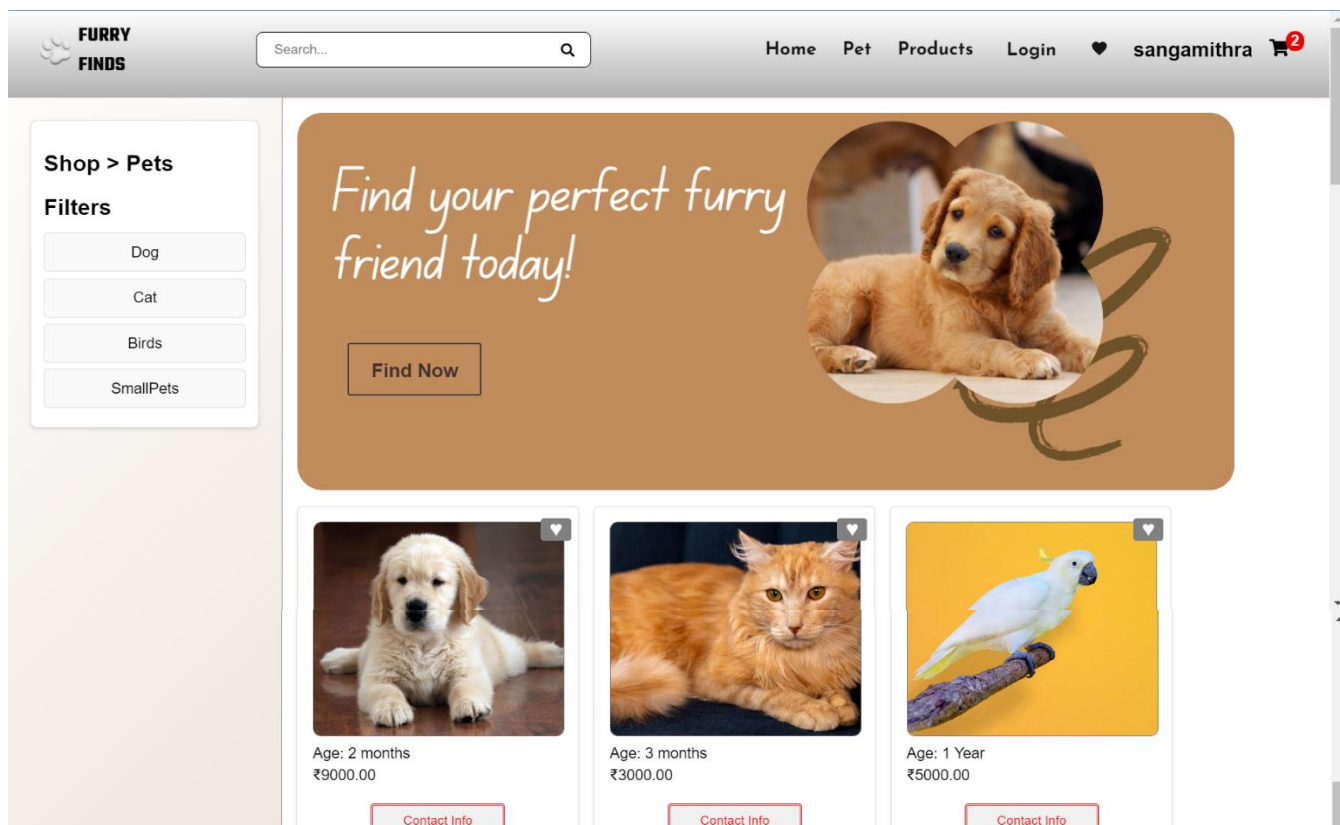 FURRY
FINDS
Search...
Home Pet Products Login sangamithra 2
Shop > Pets
Filters
Dog
Cat
Birds
SmallPets
Find your perfect furry
friend today!
Find Now
Age: 2 months
₹9000.00
Contact Info
Age: 3 months
₹3000.00
Contact Info
Age: 1 Year
₹5000.00
Contact Info